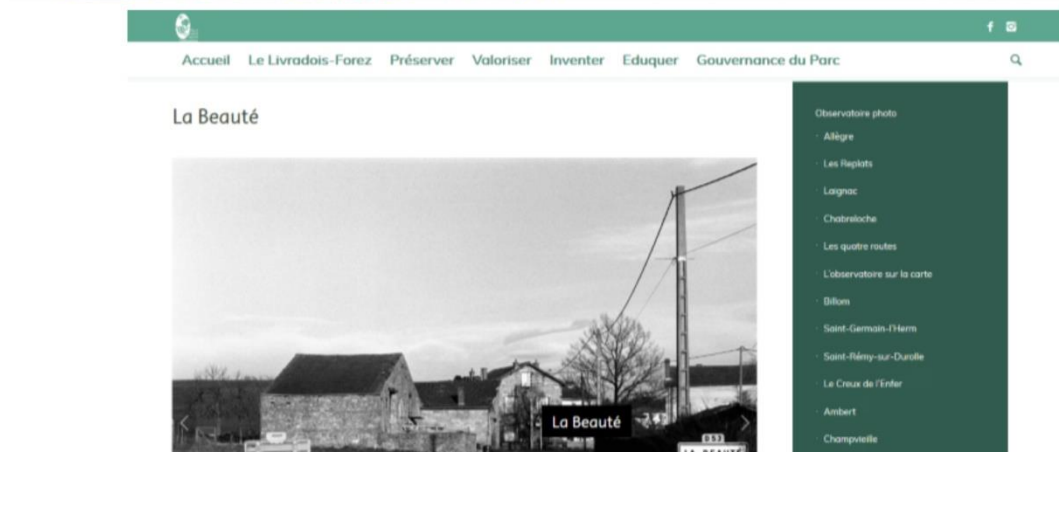 Accueil Le Livradois-Forez Préserver Valoriser Inventer Eduquer Gouvernance du Parc
La Beauté
La Beauté
D53
LA BEAUTÉ
Observatoire photo
Allègre
Les Replats
Laignac
Chabreloche
Les quatre routes
L'observatoire sur la carte
Billom
Saint-Germain-l'Herm
Saint-Rémy-sur-Durolle
Le Creux de l'Enfer
Ambert
Champvieille